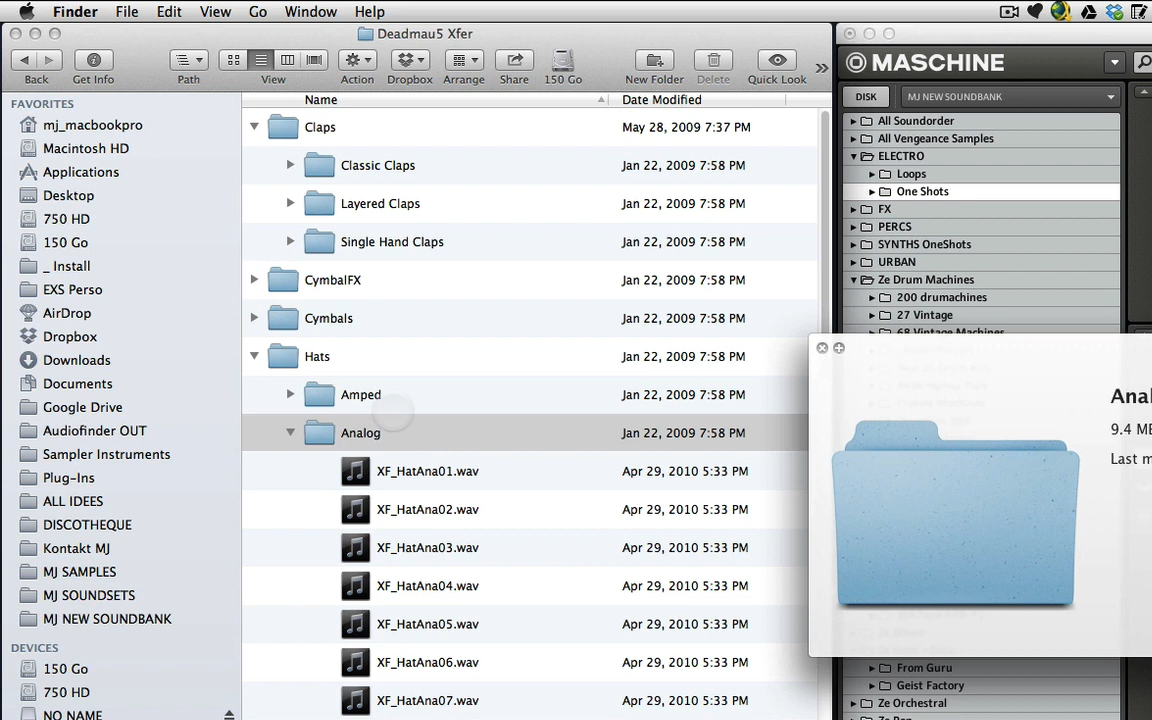 Finder File Edit View Go Window Help
Deadmau5 Xfer
Back Get Info Path View Action Dropbox Arrange Share 150 Go New Folder Delete Quick Look
FAVORITES
mj_macbookpro
Macintosh HD
Applications
Desktop
750 HD
150 Go
_ Install
EXS Perso
AirDrop
Dropbox
Downloads
Documents
Google Drive
Audiofinder OUT
Sampler Instruments
Plug-Ins
ALL IDEES
DISCOTHEQUE
Kontakt MJ
MJ SAMPLES
MJ SOUNDSETS
MJ NEW SOUNDBANK
DEVICES
150 Go
750 HD
NO NAME
Name Date Modified
Claps May 28, 2009 7:37 PM
Classic Claps Jan 22, 2009 7:58 PM
Layered Claps Jan 22, 2009 7:58 PM
Single Hand Claps Jan 22, 2009 7:58 PM
CymbalFX Jan 22, 2009 7:58 PM
Cymbals Jan 22, 2009 7:58 PM
Hats Jan 22, 2009 7:58 PM
Amped Jan 22, 2009 7:58 PM
Analog Jan 22, 2009 7:58 PM
XF_HatAna01.wav Apr 29, 2010 5:33 PM
XF_HatAna02.wav Apr 29, 2010 5:33 PM
XF_HatAna03.wav Apr 29, 2010 5:33 PM
XF_HatAna04.wav Apr 29, 2010 5:33 PM
XF_HatAna05.wav Apr 29, 2010 5:33 PM
XF_HatAna06.wav Apr 29, 2010 5:33 PM
XF_HatAna07.wav Apr 29, 2010 5:33 PM
MASCHINE
DISK MJ NEW SOUNDBANK
All Soundorder
All Vengeance Samples
ELECTRO
Loops
One Shots
FX
PERCS
SYNTHS OneShots
URBAN
Ze Drum Machines
200 drumachines
27 Vintage
68 Vintage Machines
Anal
9.4 ME
Last m
From Guru
Geist Factory
Ze Orchestral
Ze Pop